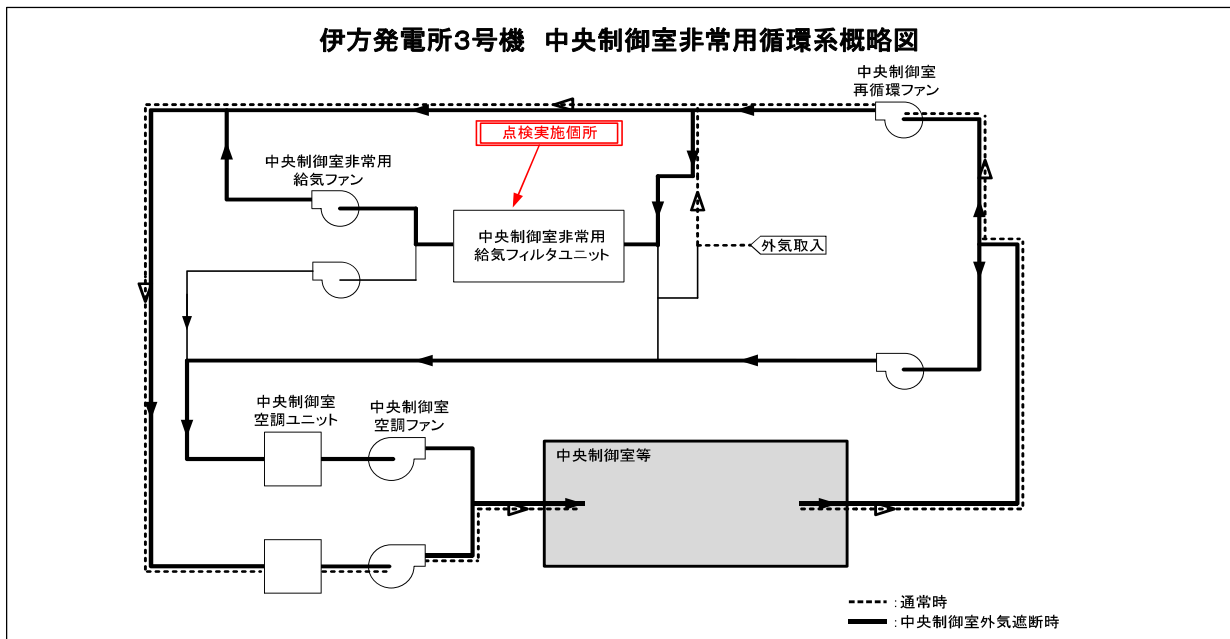 伊方発電所3号機 中央制御室非常用循環系概略図
中央制御室
再循環ファン
点検実施個所
中央制御室非常用
給気ファン
中央制御室非常用
給気フィルタユニット
外気取入
中央制御室
空調ユニット
中央制御室
空調ファン
中央制御室等
:通常時
:中央制御室外気遮断時